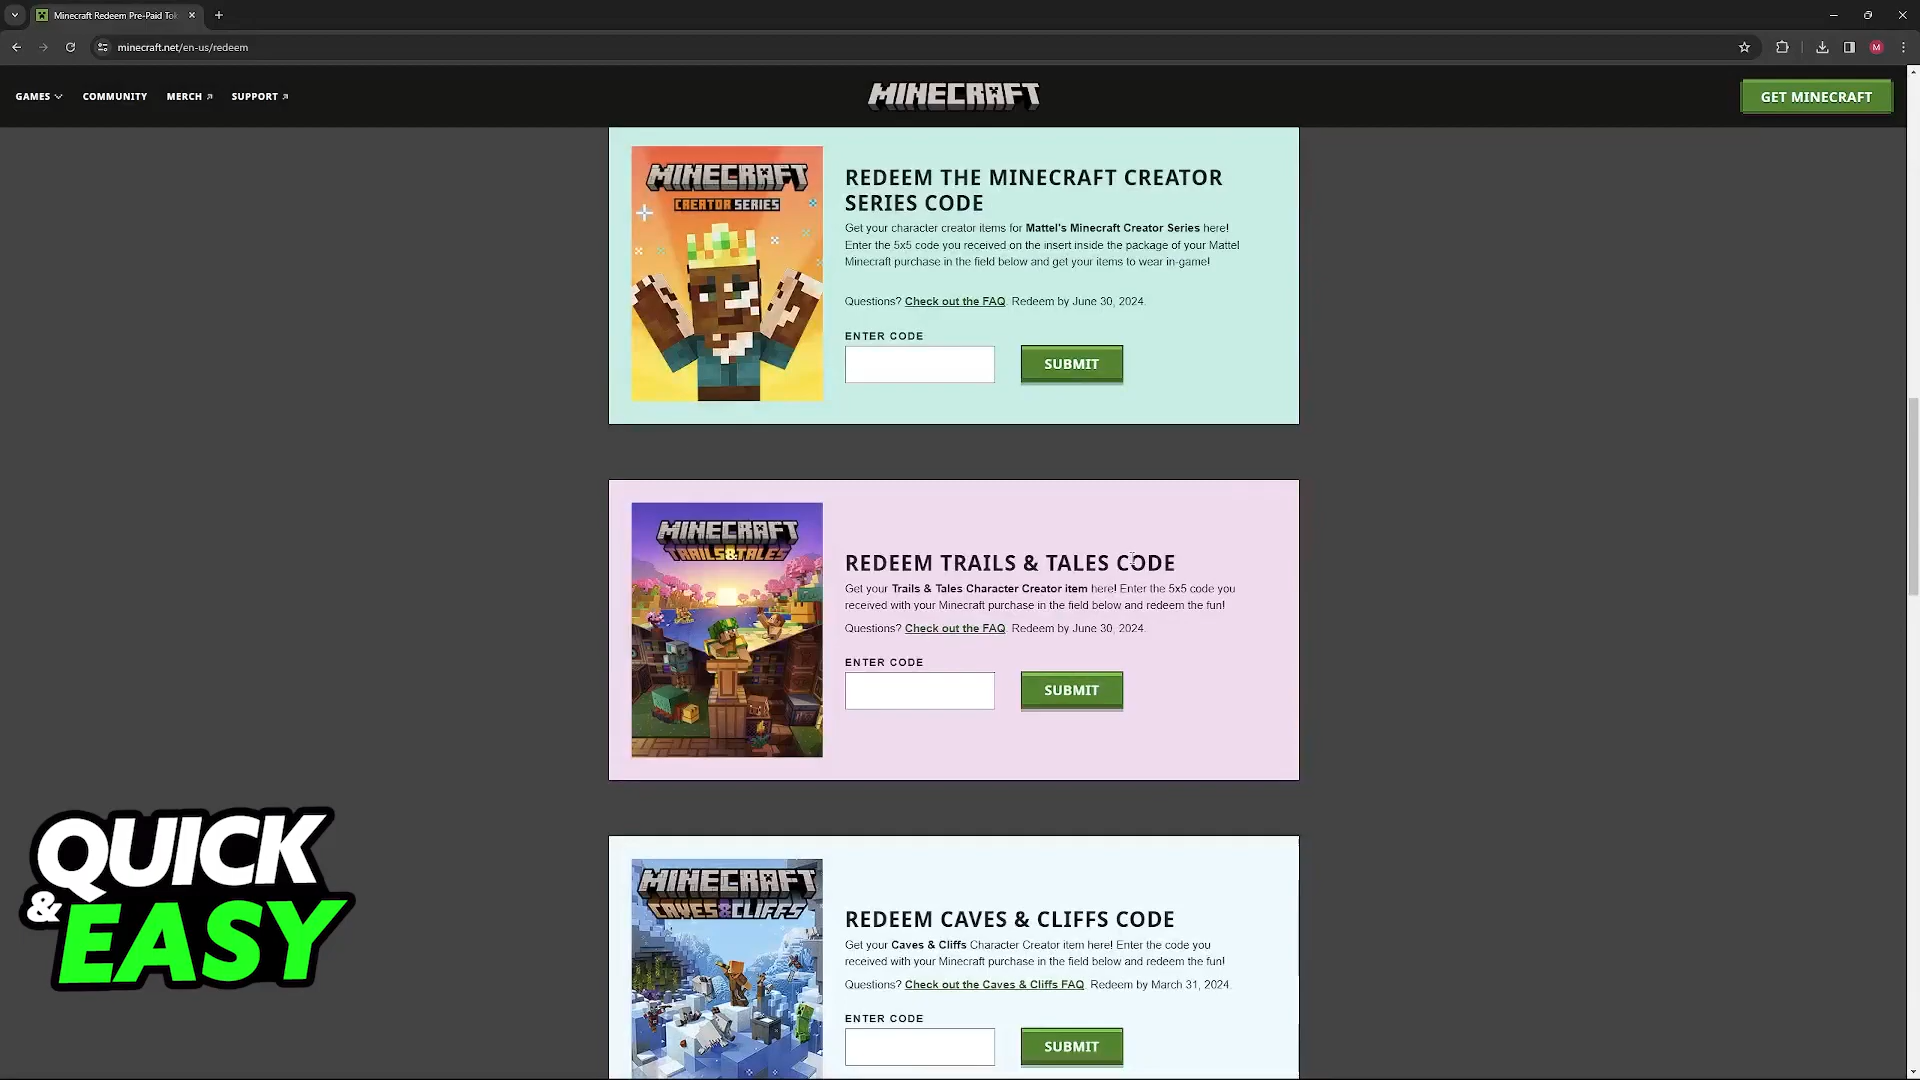 Minecraft Redeem Pre-Paid Tok
minecraft.net/en-us/redeem
M
GAMES
COMMUNITY
MERCH
SUPPORT
MINECRAFT
GET MINECRAFT
MINECRAFT
CREATOR SERIES
REDEEM THE MINECRAFT CREATOR
SERIES CODE
Get your character creator items for Mattel's Minecraft Creator Series here!
Enter the 5x5 code you received on the insert inside the package of your Mattel
Minecraft purchase in the field below and get your items to wear in-game!
Questions? Check out the FAQ. Redeem by June 30, 2024.
ENTER CODE
SUBMIT
MINECRAFT
TRAILS & TALES
REDEEM TRAILS & TALES CODE
Get your Trails & Tales Character Creator item here! Enter the 5x5 code you
received with your Minecraft purchase in the field below and redeem the fun!
Questions? Check out the FAQ. Redeem by June 30, 2024.
ENTER CODE
SUBMIT
MINECRAFT
CAVES & CLIFFS
REDEEM CAVES & CLIFFS CODE
Get your Caves & Cliffs Character Creator item here! Enter the code you
received with your Minecraft purchase in the field below and redeem the fun!
Questions? Check out the Caves & Cliffs FAQ. Redeem by March 31, 2024.
ENTER CODE
SUBMIT
QUICK
& EASY